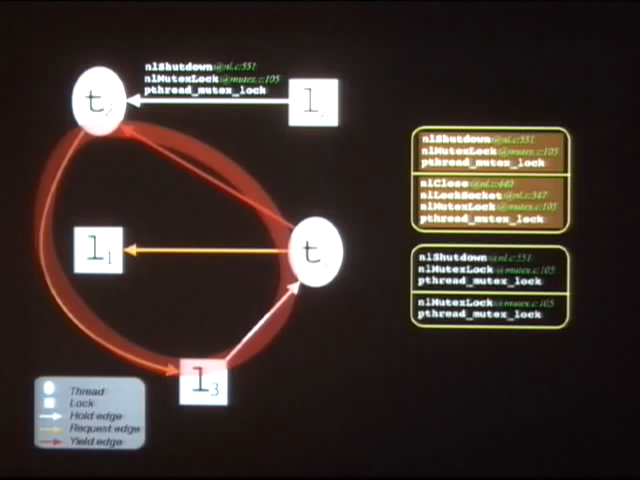 nlShutdown@nl.c:551
nlMutexLock@mutex.c:105
pthread_mutex_lock
t2
l
l1
t
l3
nlShutdown@nl.c:551
nlMutexLock@mutex.c:105
pthread_mutex_lock
nlClose@nl.c:440
nlLockSocket@nl.c:347
nlMutexLock@mutex.c:105
pthread_mutex_lock
nlShutdown@nl.c:551
nlMutexLock@mutex.c:105
pthread_mutex_lock
nlMutexLock@mutex.c:105
pthread_mutex_lock
Thread
Lock
Hold edge
Request edge
Yield edge